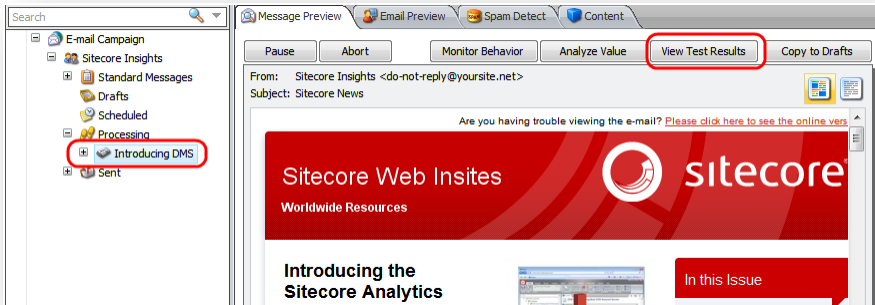 Search
E-mail Campaign
Sitecore Insights
Standard Messages
Drafts
Scheduled
Processing
Introducing DMS
Sent
Message Preview Email Preview Spam Detect Content
Pause Abort Monitor Behavior Analyze Value View Test Results Copy to Drafts
From: Sitecore Insights <do-not-reply@yoursite.net>
Subject: Sitecore News
Are you having trouble viewing the e-mail? Please click here to see the online vers
Sitecore Web Insites
Worldwide Resources
sitecore
Introducing the
Sitecore Analytics
In this Issue